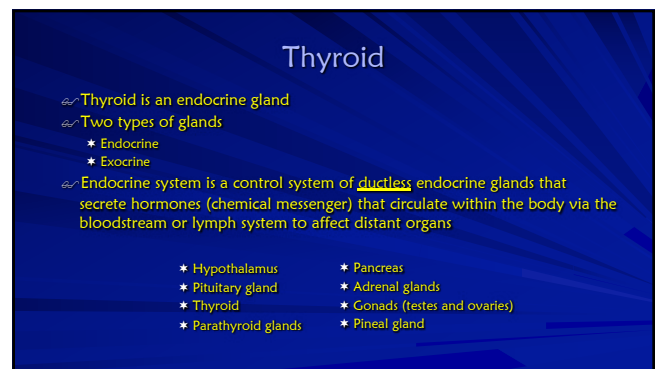 Thyroid
Thyroid is an endocrine gland
Two types of glands
Endocrine
Exocrine
Endocrine system is a control system of ductless endocrine glands that
secrete hormones (chemical messenger) that circulate within the body via the
bloodstream or lymph system to affect distant organs
Hypothalamus
Pituitary gland
Thyroid
Parathyroid glands
Pancreas
Adrenal glands
Gonads (testes and ovaries)
Pineal gland